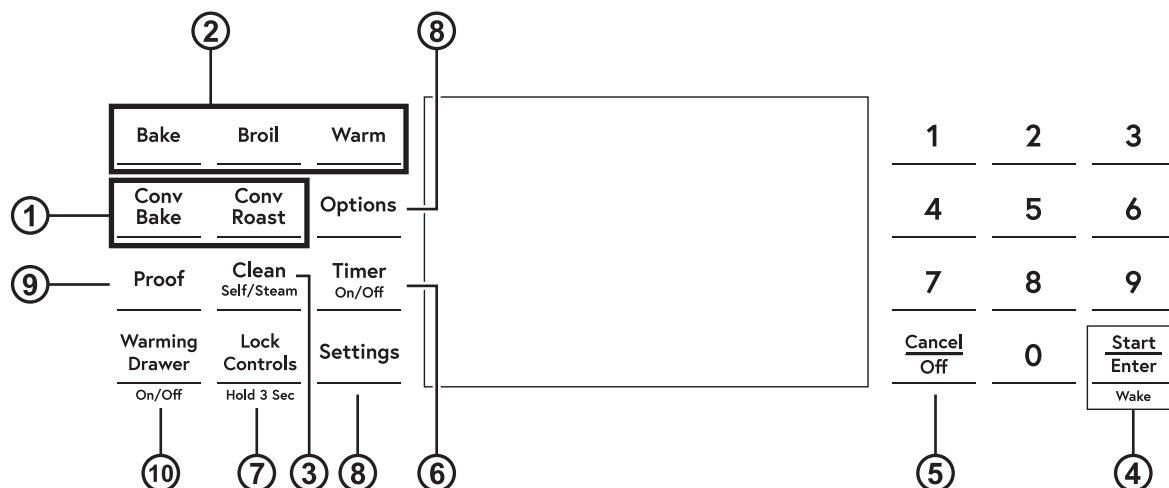 2
8
Bake Broil Warm 1 2 3
Conv Bake
Conv Roast
Options 4 5 6
1
9
Proof
Clean
Self/Steam
Timer
On/Off
7 8 9
Warming
Drawer
On/Off
Lock
Controls
Hold 3 Sec
Settings
Cancel
Off
0
Start
Enter
Wake
10 7 3 8 6 5 4